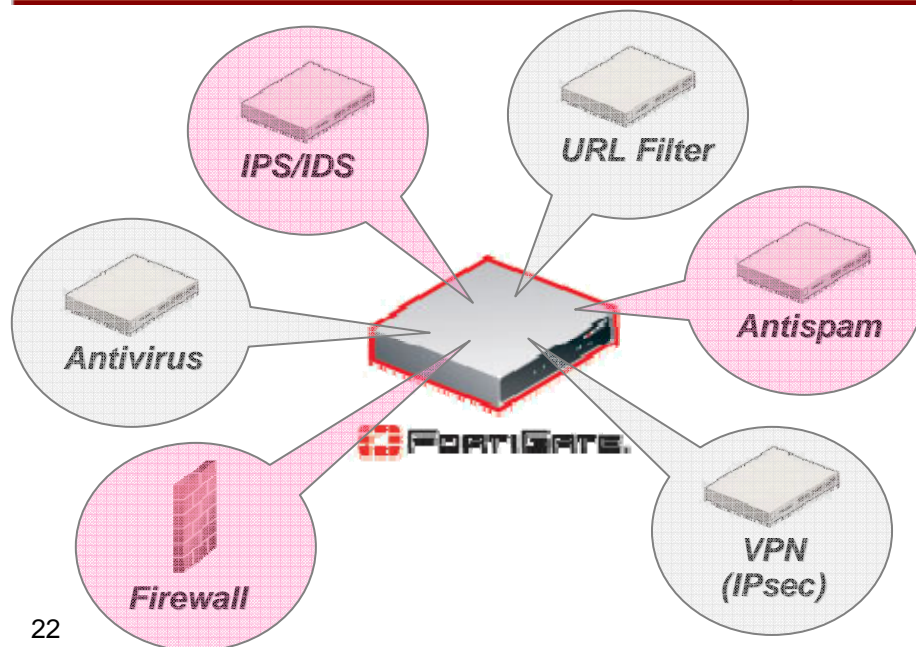 IPS/IDS
URL Filter
Antivirus
Antispam
FORTIGATE.
Firewall
VPN
(IPsec)
22